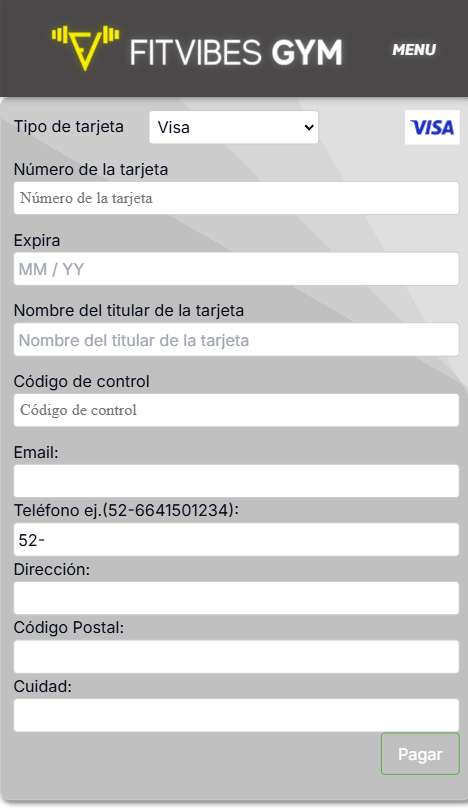 FITVIBES GYM
MENU
Tipo de tarjeta
Visa
VISA
Número de la tarjeta
Número de la tarjeta
Expira
MM / YY
Nombre del titular de la tarjeta
Nombre del titular de la tarjeta
Código de control
Código de control
Email:
Teléfono ej.(52-6641501234):
52-
Dirección:
Código Postal:
Cuidad:
Pagar